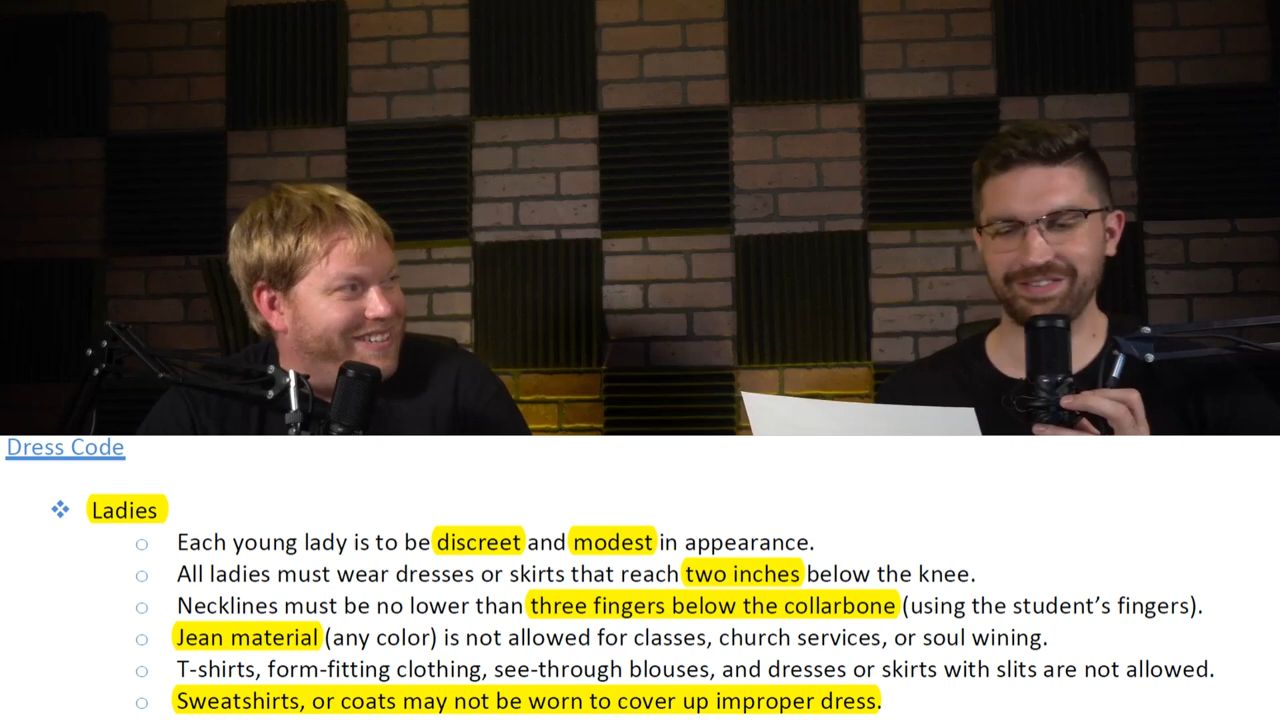 Dress Code
Ladies
Each young lady is to be discreet and modest in appearance.
All ladies must wear dresses or skirts that reach two inches below the knee.
Necklines must be no lower than three fingers below the collarbone (using the student's fingers).
Jean material (any color) is not allowed for classes, church services, or soul wining.
T-shirts, form-fitting clothing, see-through blouses, and dresses or skirts with slits are not allowed.
Sweatshirts, or coats may not be worn to cover up improper dress.